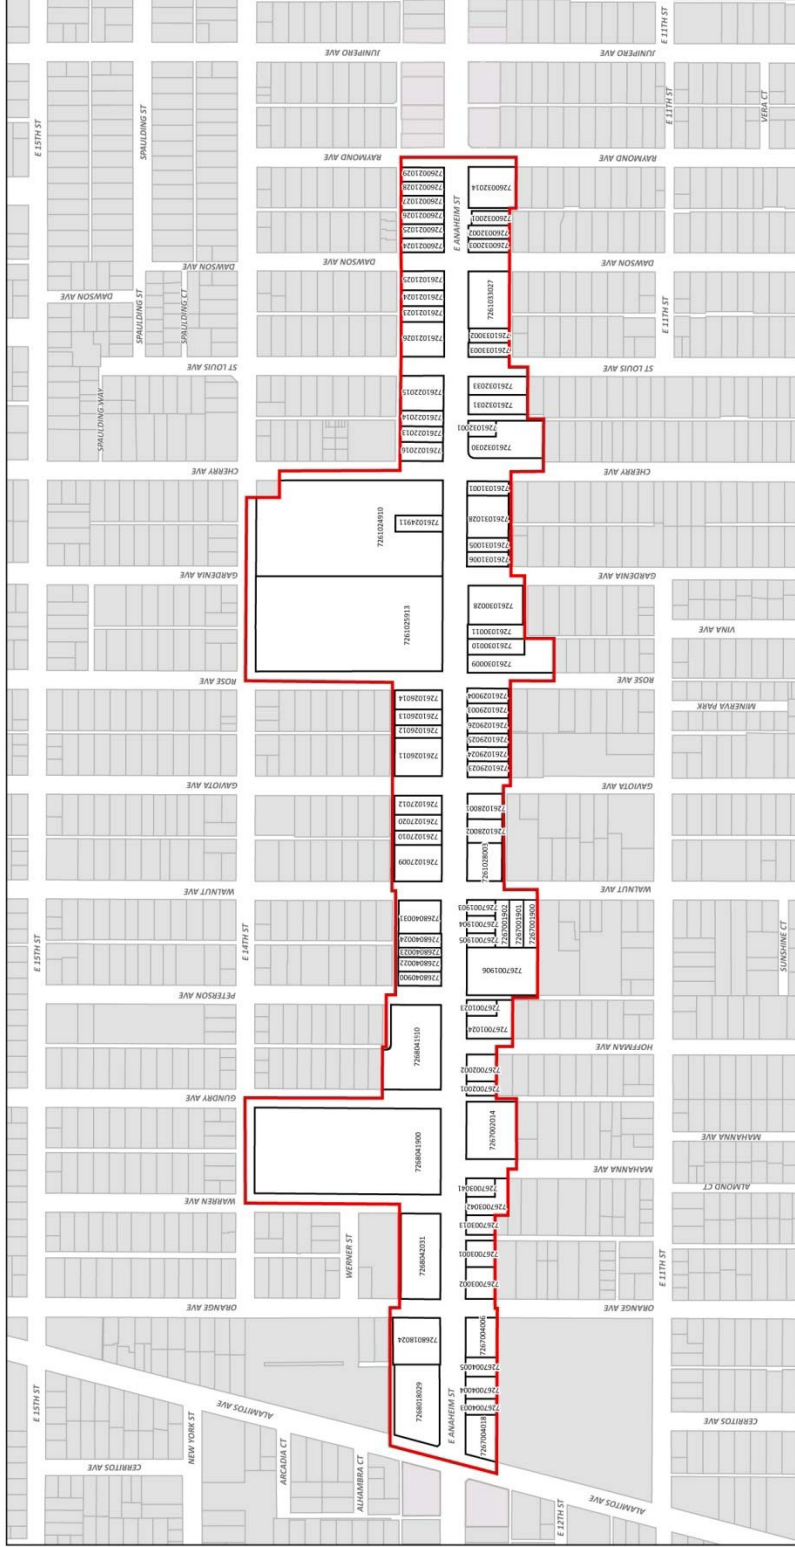 E 11TH ST
JUNIPERO AVE
JUNIPERO AVE
E 15TH ST
SPAULDING ST
E 11TH ST
VERA CT
RAYMOND AVE
RAYMOND AVE
7260021029
7260021028
7260021027
7260021026
7260021025
7260021024
E ANAHEIM ST
7260032014
7260032001
7260032002
7260032003
DAWSON AVE
DAWSON AVE
DAWSON AVE
DAWSON AVE
SPAULDING ST
SPAULDING CT
7261021025
7261021024
7261021023
7261021026
7261033027
7261033002
7261033003
E 11TH ST
ST LOUIS AVE
ST LOUIS AVE
SPAULDING WAY
7261022015
7261022014
7261022013
7261022016
7261032033
7261032031
7261032001
7261032030
CHERRY AVE
CHERRY AVE
7261024910
7261024911
7261031001
7261031028
7261031005
7261031006
GARDENIA AVE
GARDENIA AVE
7261025913
7261030028
7261030011
7261030010
7261030009
VINA AVE
ROSE AVE
ROSE AVE
MINERVA PARK
7261026014
7261026013
7261026012
7261026011
7261029904
7261029003
7261029026
7261029025
7261029024
7261029023
GAVIOTA AVE
GAVIOTA AVE
7261027012
7261027020
7261027010
7261027009
7261028001
7261028002
7261028003
WALNUT AVE
WALNUT AVE
E 15TH ST
E 14TH ST
7268040031
7268040024
7268040023
7268040022
7268040900
7267001903
7267001904
7267001905
7267001902
7267001901
7267001900
7267001906
SUNSHINE CT
PETERSON AVE
7268041910
7267001023
7267001024
HOFFMAN AVE
7267002002
7267002001
GUNDRY AVE
7268041900
7267002014
MAHANNA AVE
MAHANNA AVE
WARREN AVE
ALMOND CT
7267003041
7267003042
7267003013
7267003001
7267003002
7268042031
WERNER ST
E 11TH ST
ORANGE AVE
ORANGE AVE
7268018024
7268018029
7267004006
7267004005
7267004004
7267004003
7267004018
E 15TH ST
NEW YORK ST
ALAMITOS AVE
E ANAHEIM ST
CERRITOS AVE
CERRITOS AVE
ARCADIA CT
ALHAMBRA CT
E 12TH ST
ALAMITOS AVE